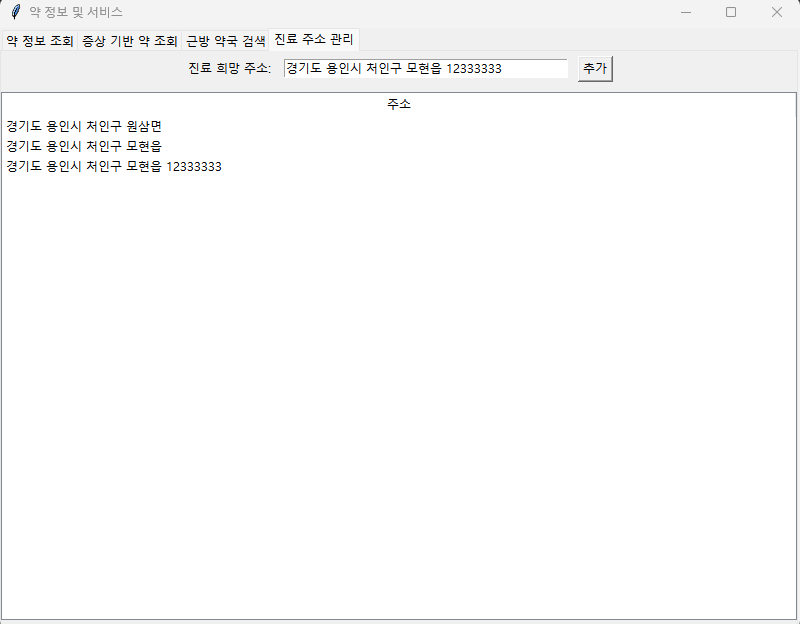 약 정보 및 서비스
약 정보 조회 증상 기반 약 조회 근방 약국 검색 진료 주소 관리
진료 희망 주소: 경기도 용인시 처인구 모현읍 12333333 추가
주소
경기도 용인시 처인구 원삼면
경기도 용인시 처인구 모현읍
경기도 용인시 처인구 모현읍 12333333